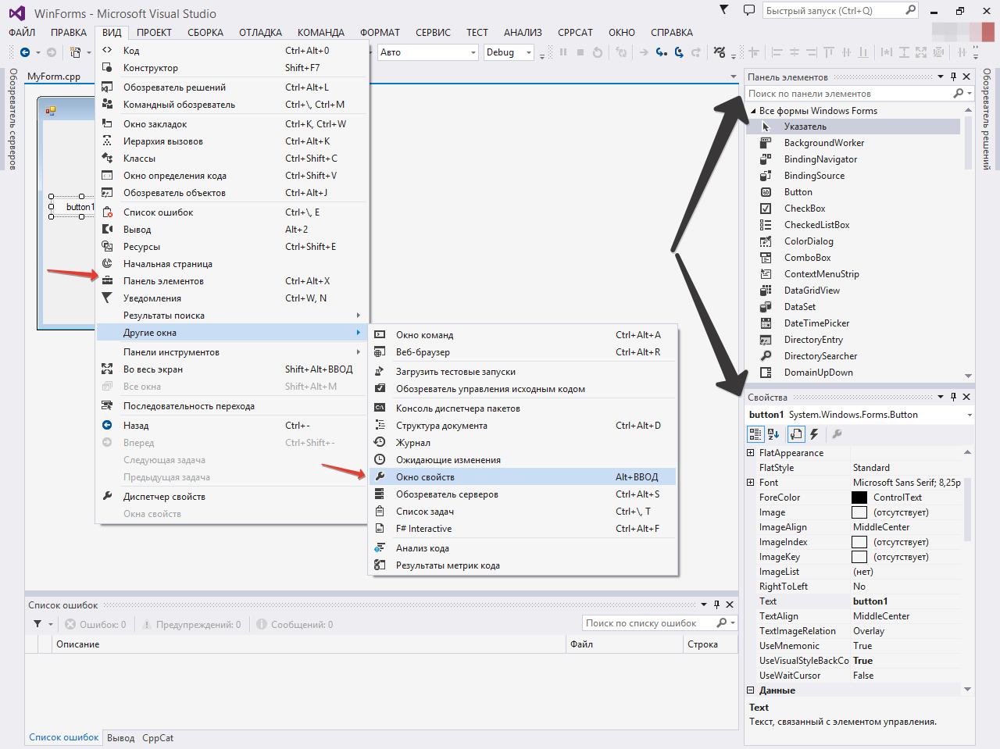 WinForms - Microsoft Visual Studio
Быстрый запуск (Ctrl+Q)
ФАЙЛ ПРАВКА ВИД ПРОЕКТ СБОРКА ОТЛАДКА КОМАНДА ФОРМАТ СЕРВИС ТЕСТ АНАЛИЗ CPPCAT ОКНО СПРАВКА
Авто
Debug
Обозреватель серверов
MyForm.cpp
button1
Код Ctrl+Alt+0
Конструктор Shift+F7
Обозреватель решений Ctrl+Alt+L
Командный обозреватель Ctrl+\, Ctrl+M
Окно закладок Ctrl+K, Ctrl+W
Иерархия вызовов Ctrl+Alt+K
Классы Ctrl+Shift+C
Окно определения кода Ctrl+Shift+V
Обозреватель объектов Ctrl+Alt+J
Список ошибок Ctrl+\, E
Вывод Alt+2
Ресурсы Ctrl+Shift+E
Начальная страница
Панель элементов Ctrl+Alt+X
Уведомления Ctrl+W, N
Результаты поиска
Другие окна
Панели инструментов
Во весь экран Shift+Alt+ВВОД
Все окна Shift+Alt+M
Последовательность перехода
Назад Ctrl+-
Вперед Ctrl+Shift+-
Следующая задача
Предыдущая задача
Диспетчер свойств
Окна свойств
Окно команд Ctrl+Alt+A
Веб-браузер Ctrl+Alt+R
Загрузить тестовые запуски
Обозреватель управления исходным кодом
Консоль диспетчера пакетов
Структура документа Ctrl+Alt+D
Журнал
Ожидающие изменения
Окно свойств Alt+ВВОД
Обозреватель серверов Ctrl+Alt+S
Список задач Ctrl+\, T
F# Interactive Ctrl+Alt+F
Анализ кода
Результаты метрик кода
Панель элементов
Поиск по панели элементов
Все формы Windows Forms
Указатель
BackgroundWorker
BindingNavigator
BindingSource
Button
CheckBox
CheckedListBox
ColorDialog
ComboBox
ContextMenuStrip
DataGridView
DataSet
DateTimePicker
DirectoryEntry
DirectorySearcher
DomainUpDown
Обозреватель решений
Свойства
button1 System.Windows.Forms.Button
FlatAppearance
FlatStyle Standard
Font Microsoft Sans Serif; 8,25p
ForeColor ControlText
Image (отсутствует)
ImageAlign MiddleCenter
ImageIndex (отсутствует)
ImageKey (отсутствует)
ImageList (нет)
RightToLeft No
Text button1
TextAlign MiddleCenter
TextImageRelation Overlay
UseMnemonic True
UseVisualStyleBackCo True
UseWaitCursor False
Данные
Text
Текст, связанный с элементом управления.
Список ошибок
Ошибок: 0 Предупреждений: 0 Сообщений: 0
Поиск по списку ошибок
Описание Файл Строка
Список ошибок Вывод CppCat